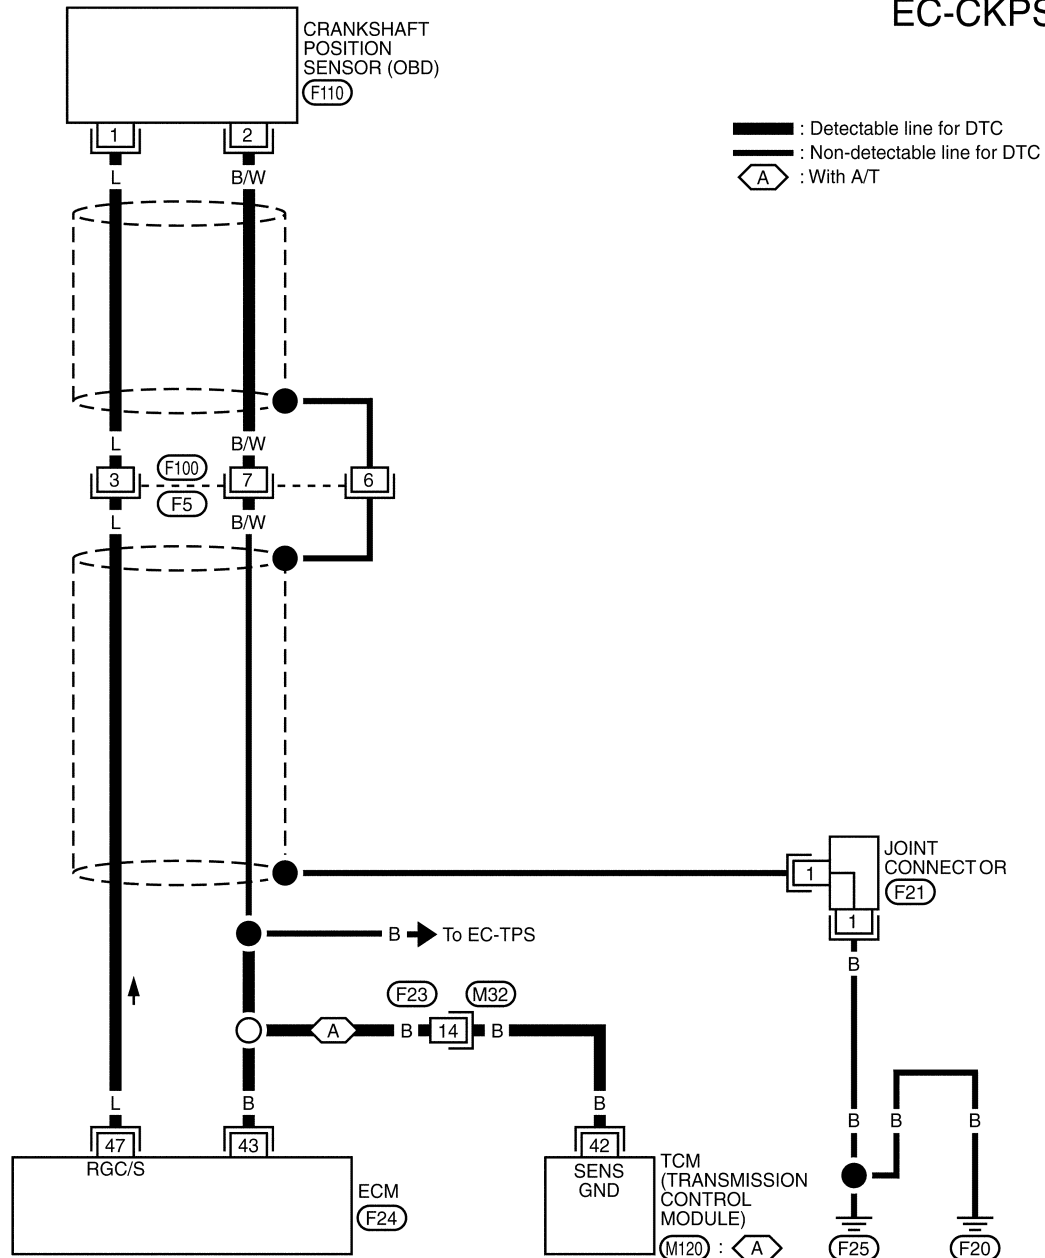 EC-CKPS
CRANKSHAFT
POSITION
SENSOR (OBD)
F110
1
2
: Detectable line for DTC
: Non-detectable line for DTC
A : With A/T
L
B/W
L
B/W
3
F100
7
6
F5
L
B/W
1
JOINT
CONNECTOR
F21
1
B
B
To EC-TPS
F23
M32
A
B
14
B
L
B
B
B
B
B
47
43
42
RGC/S
ECM
F24
SENS
GND
TCM
(TRANSMISSION
CONTROL
MODULE)
M120 : A
F25
F20